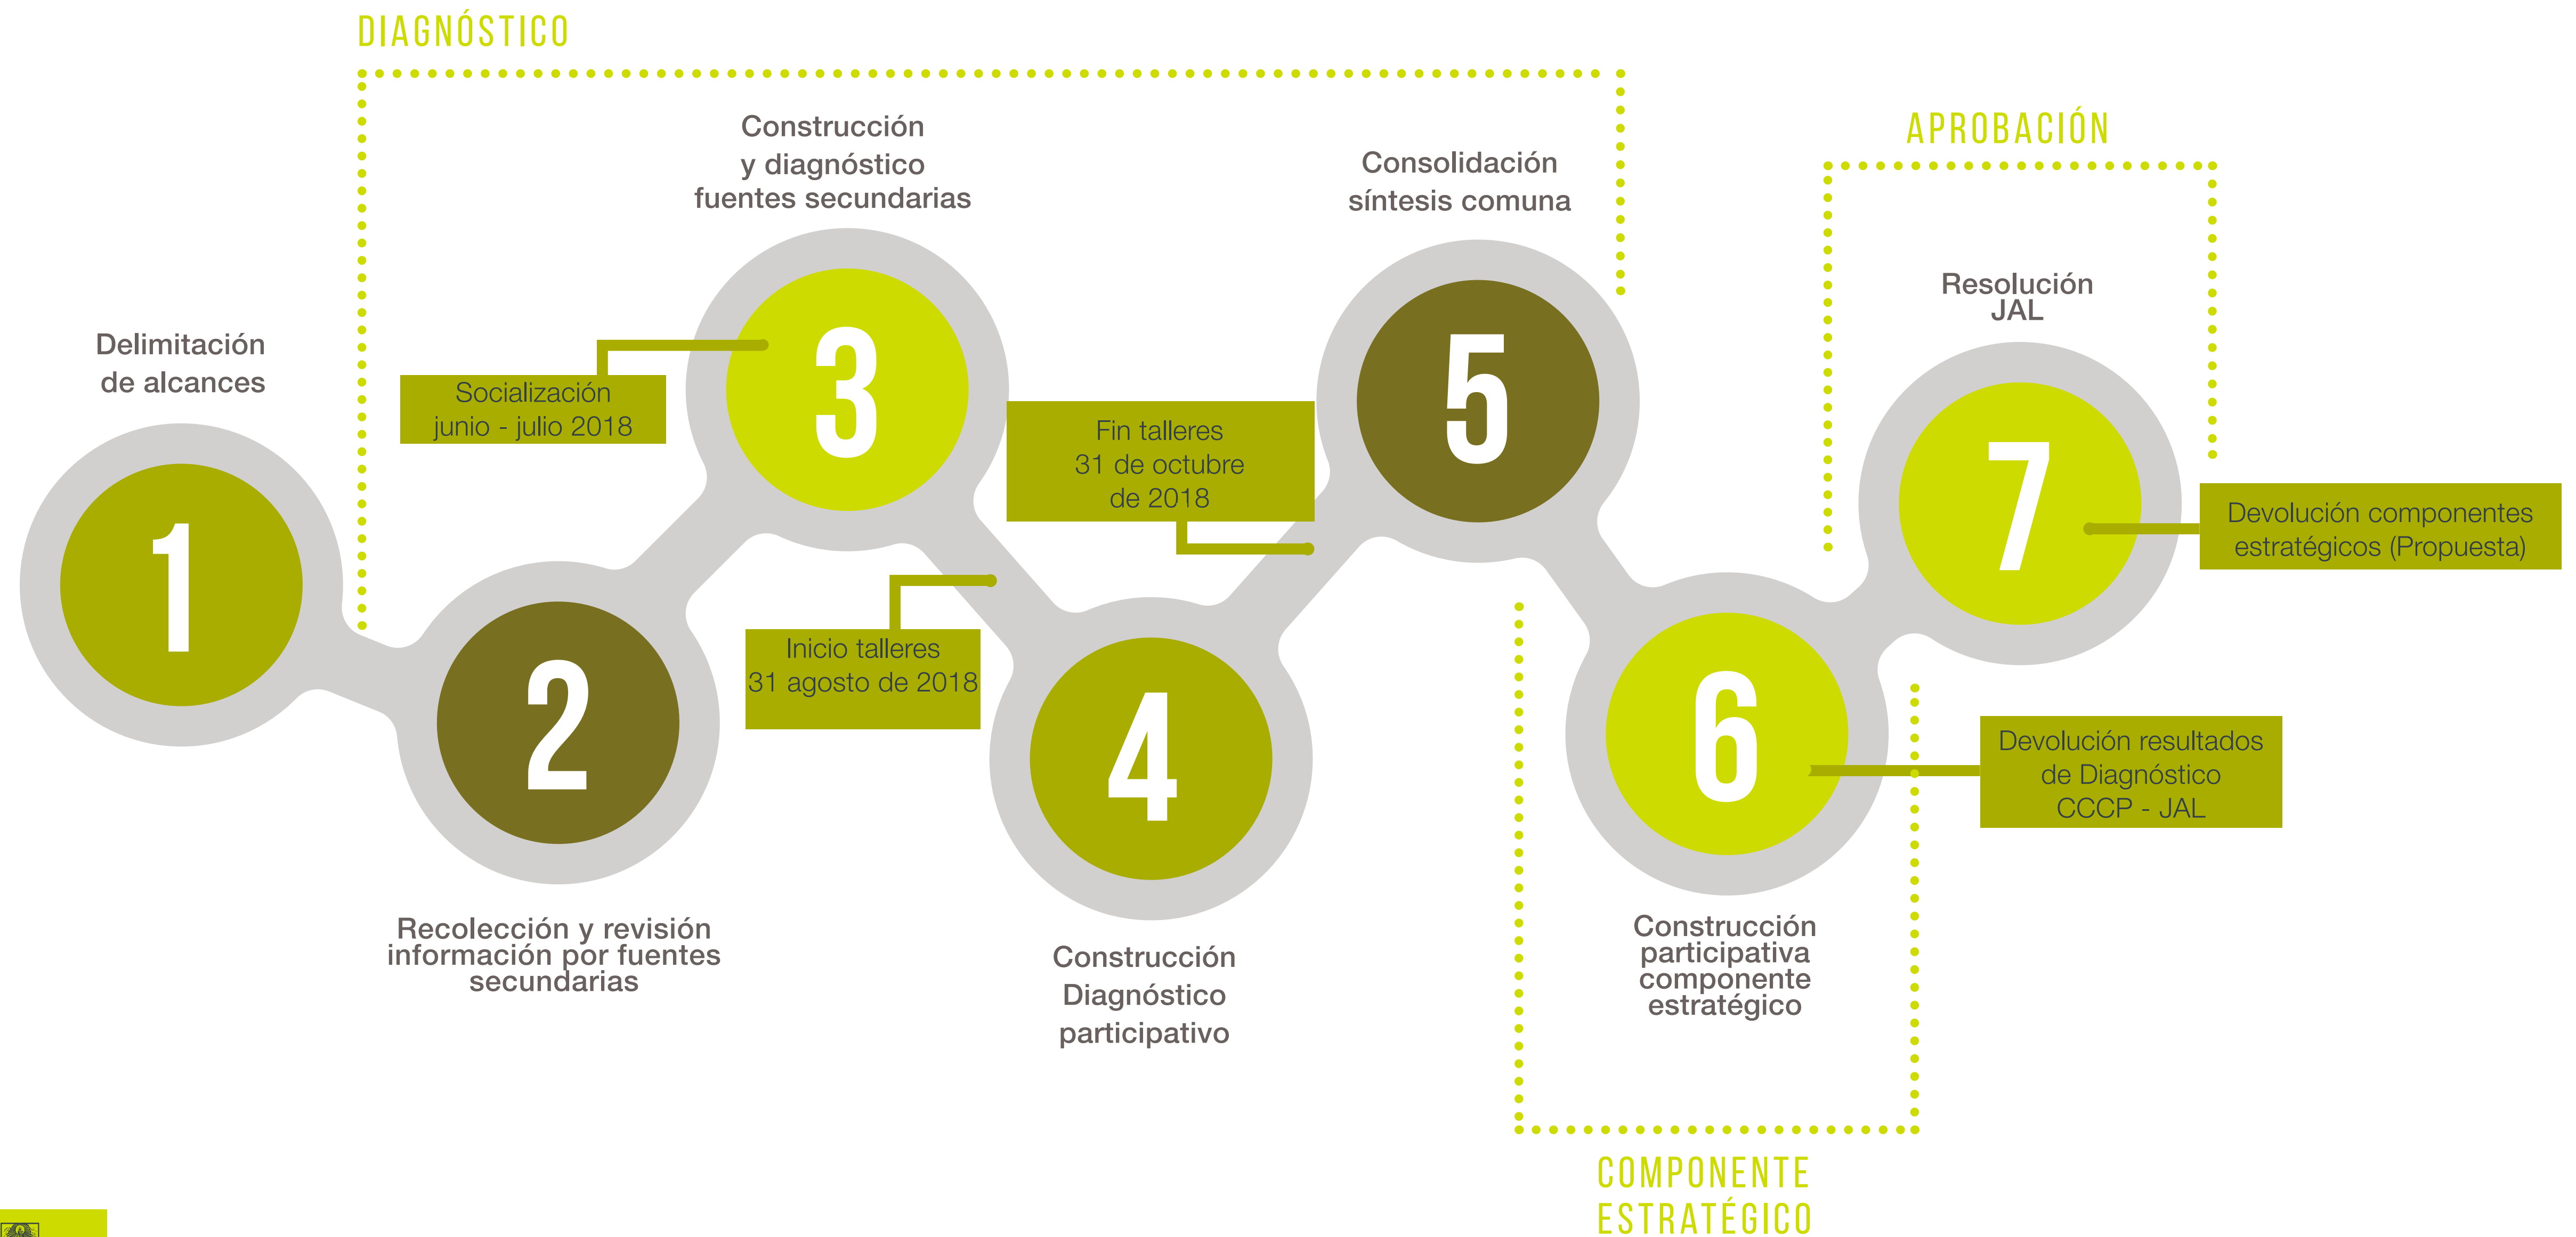 DIAGNÓSTICO
APROBACIÓN
Construcción
y diagnóstico
fuentes secundarias
Consolidación
síntesis comuna
Resolución
JAL
Delimitación
de alcances
Socialización
junio - julio 2018
Fin talleres
31 de octubre
de 2018
Devolución componentes
estratégicos (Propuesta)
Inicio talleres
31 agosto de 2018
Devolución resultados
de Diagnóstico
CCCP - JAL
1
2
3
4
5
6
7
Recolección y revisión
información por fuentes
secundarias
Construcción
Diagnóstico
participativo
Construcción
participativa
componente
estratégico
COMPONENTE
ESTRATÉGICO